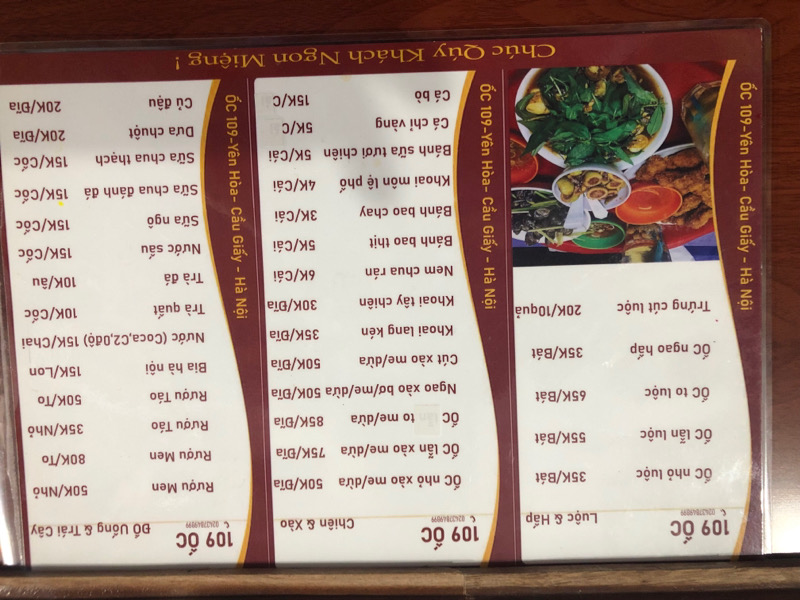 109 ỐC
02437849899
Luộc & Hấp
Ốc nhỏ luộc 35K/Bát
Ốc lẫn luộc 55K/Bát
Ốc to luộc 65K/Bát
Ốc ngao hấp 35K/Bát
Trứng cút luộc 20K/10quả
ỐC 109-Yên Hòa- Cầu Giấy - Hà Nội
109 ỐC
02437849899
Chiên & Xào
Ốc nhỏ xào me/dừa 50K/Đĩa
Ốc lẫn xào me/dừa 75K/Đĩa
Ốc to me/dừa 85K/Đĩa
Ngao xào bơ/me/dừa 50K/Đĩa
Cút xào me/dừa 50K/Đĩa
Khoai lang kén 35K/Đĩa
Khoai tây chiên 30K/Đĩa
Nem chua rán 6K/Cái
Bánh bao thịt 5K/Cái
Bánh bao chay 3K/Cái
Khoai môn lệ phố 4K/Cái
Bánh sữa tươi chiên 5K/Cái
Cá chỉ vàng 5K/C
Cá bò 15K/C
ỐC 109-Yên Hòa- Cầu Giấy - Hà Nội
109 ỐC
02437849899
ĐỒ Uống & Trái Cây
Rượu Men 50K/Nhỏ
Rượu Men 80K/To
Rượu Táo 35K/Nhỏ
Rượu Táo 50K/To
Bia hà nội 15K/Lon
Nước (Coca,C2,0độ) 15K/Chai
Trà quất 10K/Cốc
Trà đá 10K/âu
Nước sấu 15K/Cốc
Sữa ngô 15K/Cốc
Sữa chua đánh đá 15K/Cốc
Sữa chua thạch 15K/Cốc
Dưa chuột 20K/Đĩa
Củ đậu 20K/Đĩa
ỐC 109-Yên Hòa- Cầu Giấy - Hà Nội
Chúc Qúy Khách Ngon Miệng !